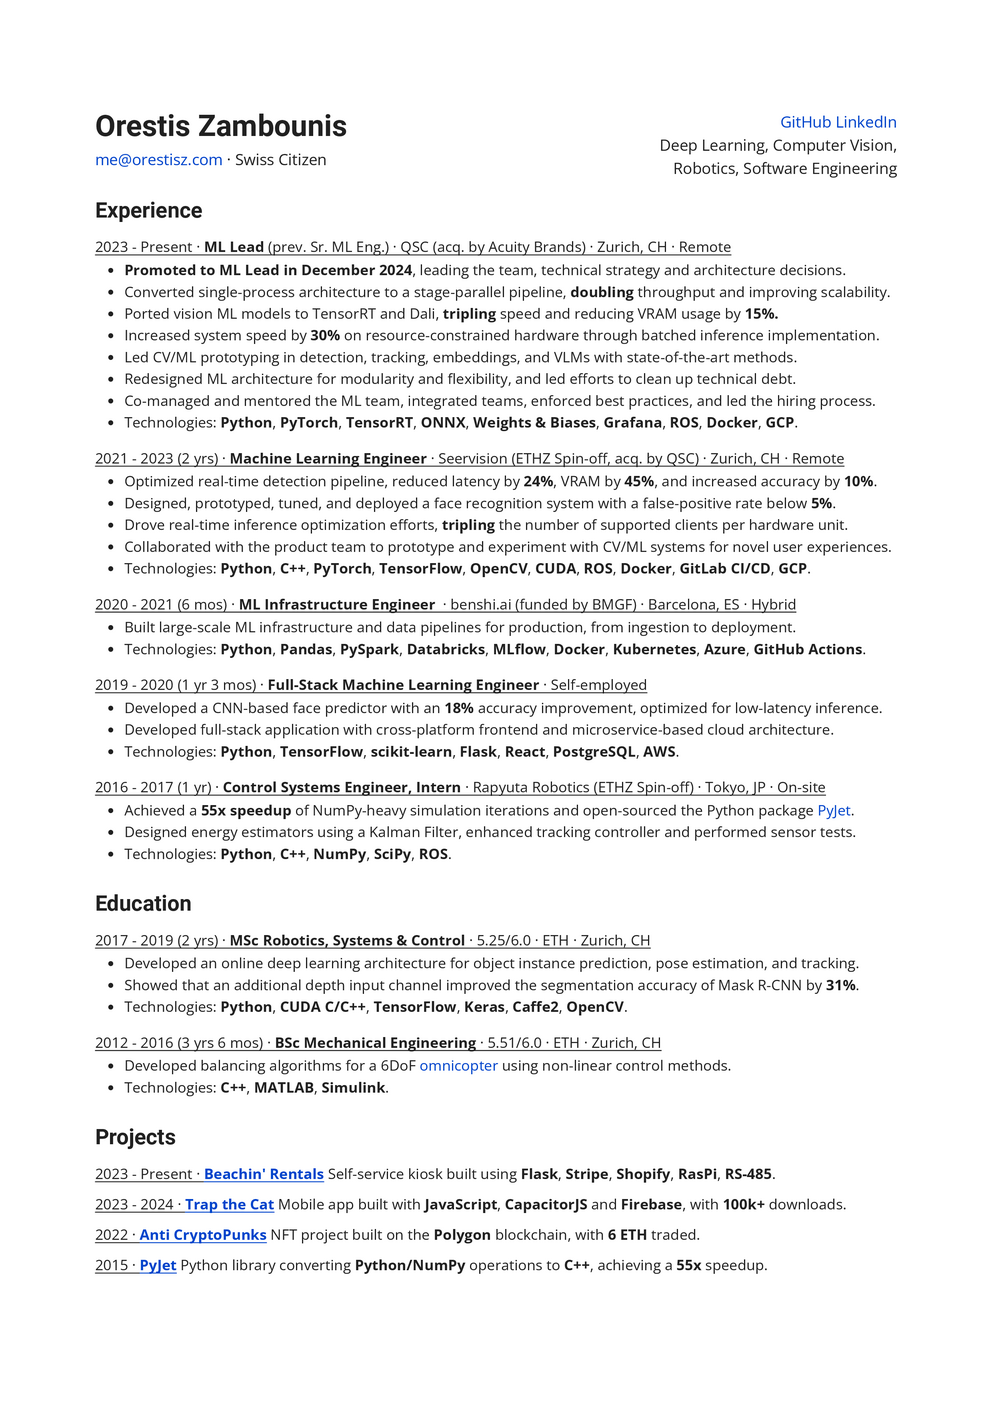 Orestis Zambounis
me@orestisz.com · Swiss Citizen
GitHub LinkedIn
Deep Learning, Computer Vision,
Robotics, Software Engineering
Experience
2023 - Present · ML Lead (prev. Sr. ML Eng.) · QSC (acq. by Acuity Brands) · Zurich, CH · Remote
• Promoted to ML Lead in December 2024, leading the team, technical strategy and architecture decisions.
• Converted single-process architecture to a stage-parallel pipeline, doubling throughput and improving scalability.
• Ported vision ML models to TensorRT and Dali, tripling speed and reducing VRAM usage by 15%.
• Increased system speed by 30% on resource-constrained hardware through batched inference implementation.
• Led CV/ML prototyping in detection, tracking, embeddings, and VLMs with state-of-the-art methods.
• Redesigned ML architecture for modularity and flexibility, and led efforts to clean up technical debt.
• Co-managed and mentored the ML team, integrated teams, enforced best practices, and led the hiring process.
• Technologies: Python, PyTorch, TensorRT, ONNX, Weights & Biases, Grafana, ROS, Docker, GCP.
2021 - 2023 (2 yrs) · Machine Learning Engineer · Seervision (ETHZ Spin-off, acq. by QSC) · Zurich, CH · Remote
• Optimized real-time detection pipeline, reduced latency by 24%, VRAM by 45%, and increased accuracy by 10%.
• Designed, prototyped, tuned, and deployed a face recognition system with a false-positive rate below 5%.
• Drove real-time inference optimization efforts, tripling the number of supported clients per hardware unit.
• Collaborated with the product team to prototype and experiment with CV/ML systems for novel user experiences.
• Technologies: Python, C++, PyTorch, TensorFlow, OpenCV, CUDA, ROS, Docker, GitLab CI/CD, GCP.
2020 - 2021 (6 mos) · ML Infrastructure Engineer · benshi.ai (funded by BMGF) · Barcelona, ES · Hybrid
• Built large-scale ML infrastructure and data pipelines for production, from ingestion to deployment.
• Technologies: Python, Pandas, PySpark, Databricks, MLflow, Docker, Kubernetes, Azure, GitHub Actions.
2019 - 2020 (1 yr 3 mos) · Full-Stack Machine Learning Engineer · Self-employed
• Developed a CNN-based face predictor with an 18% accuracy improvement, optimized for low-latency inference.
• Developed full-stack application with cross-platform frontend and microservice-based cloud architecture.
• Technologies: Python, TensorFlow, scikit-learn, Flask, React, PostgreSQL, AWS.
2016 - 2017 (1 yr) · Control Systems Engineer, Intern · Rapyuta Robotics (ETHZ Spin-off) · Tokyo, JP · On-site
• Achieved a 55x speedup of NumPy-heavy simulation iterations and open-sourced the Python package PyJet.
• Designed energy estimators using a Kalman Filter, enhanced tracking controller and performed sensor tests.
• Technologies: Python, C++, NumPy, SciPy, ROS.
Education
2017 - 2019 (2 yrs) · MSc Robotics, Systems & Control · 5.25/6.0 · ETH · Zurich, CH
• Developed an online deep learning architecture for object instance prediction, pose estimation, and tracking.
• Showed that an additional depth input channel improved the segmentation accuracy of Mask R-CNN by 31%.
• Technologies: Python, CUDA C/C++, TensorFlow, Keras, Caffe2, OpenCV.
2012 - 2016 (3 yrs 6 mos) · BSc Mechanical Engineering · 5.51/6.0 · ETH · Zurich, CH
• Developed balancing algorithms for a 6DoF omnicopter using non-linear control methods.
• Technologies: C++, MATLAB, Simulink.
Projects
2023 - Present · Beachin' Rentals Self-service kiosk built using Flask, Stripe, Shopify, RasPi, RS-485.
2023 - 2024 · Trap the Cat Mobile app built with JavaScript, CapacitorJS and Firebase, with 100k+ downloads.
2022 · Anti CryptoPunks NFT project built on the Polygon blockchain, with 6 ETH traded.
2015 · PyJet Python library converting Python/NumPy operations to C++, achieving a 55x speedup.